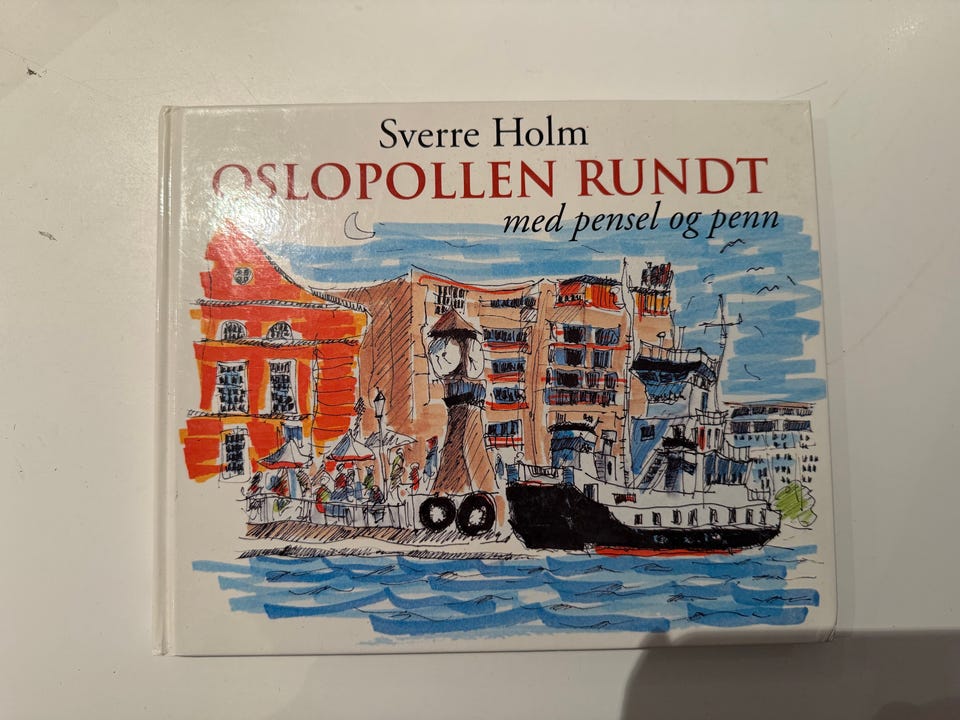 Sverre Holm
OSLOPOLLEN RUNDT
med pensel og penn